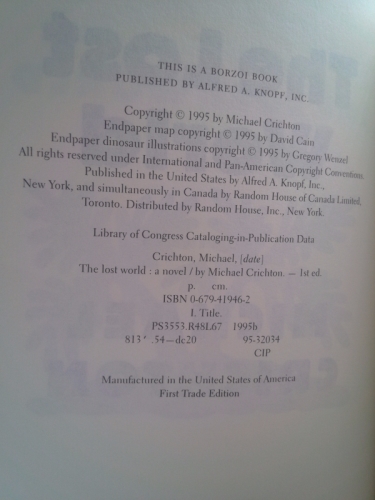 THIS IS A BORZOI BOOK
PUBLISHED BY ALFRED A. KNOPF, INC.
Copyright © 1995 by Michael Crichton
Endpaper map copyright © 1995 by David Cain
Endpaper dinosaur illustrations copyright © 1995 by Gregory Wenzel
All rights reserved under International and Pan-American Copyright Conventions.
Published in the United States by Alfred A. Knopf, Inc.,
New York, and simultaneously in Canada by Random House of Canada Limited,
Toronto. Distributed by Random House, Inc., New York.
Library of Congress Cataloging-in-Publication Data
Crichton, Michael, [date]
The lost world : a novel / by Michael Crichton. — 1st ed.
p. cm.
ISBN 0-679-41946-2
I. Title.
PS3553.R48L67 1995b
813'.54—dc20 95-32034
CIP
Manufactured in the United States of America
First Trade Edition